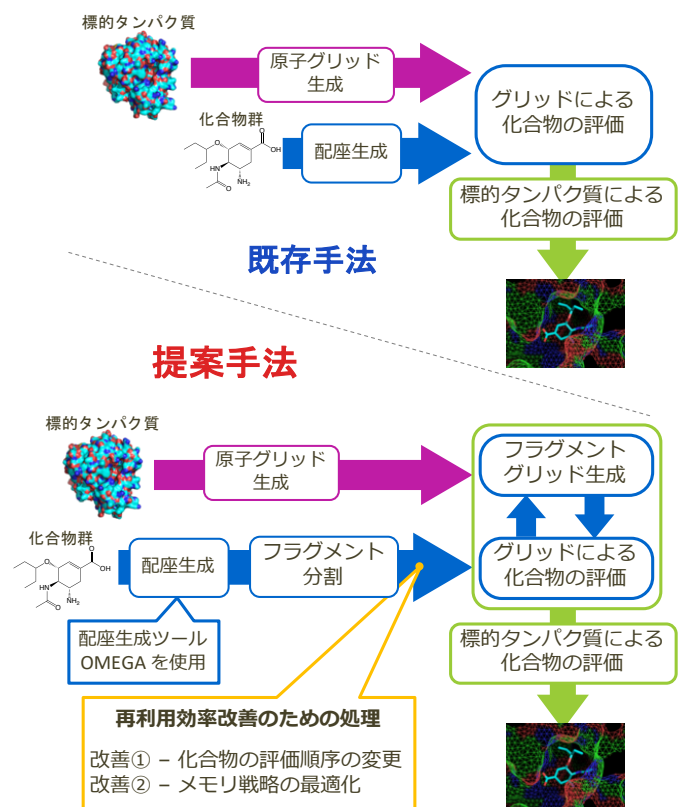 標的タンパク質
原子グリッド
生成
化合物群
配座生成
グリッドによる
化合物の評価
O
O
OH
HN
NH₂
O
標的タンパク質による
化合物の評価
既存手法
提案手法
標的タンパク質
原子グリッド
生成
フラグメント
グリッド生成
化合物群
配座生成
フラグメント
分割
グリッドによる
化合物の評価
O
O
OH
HN
NH₂
O
配座生成ツール
OMEGA を使用
標的タンパク質による
化合物の評価
再利用効率改善のための処理
改善① – 化合物の評価順序の変更
改善② – メモリ戦略の最適化